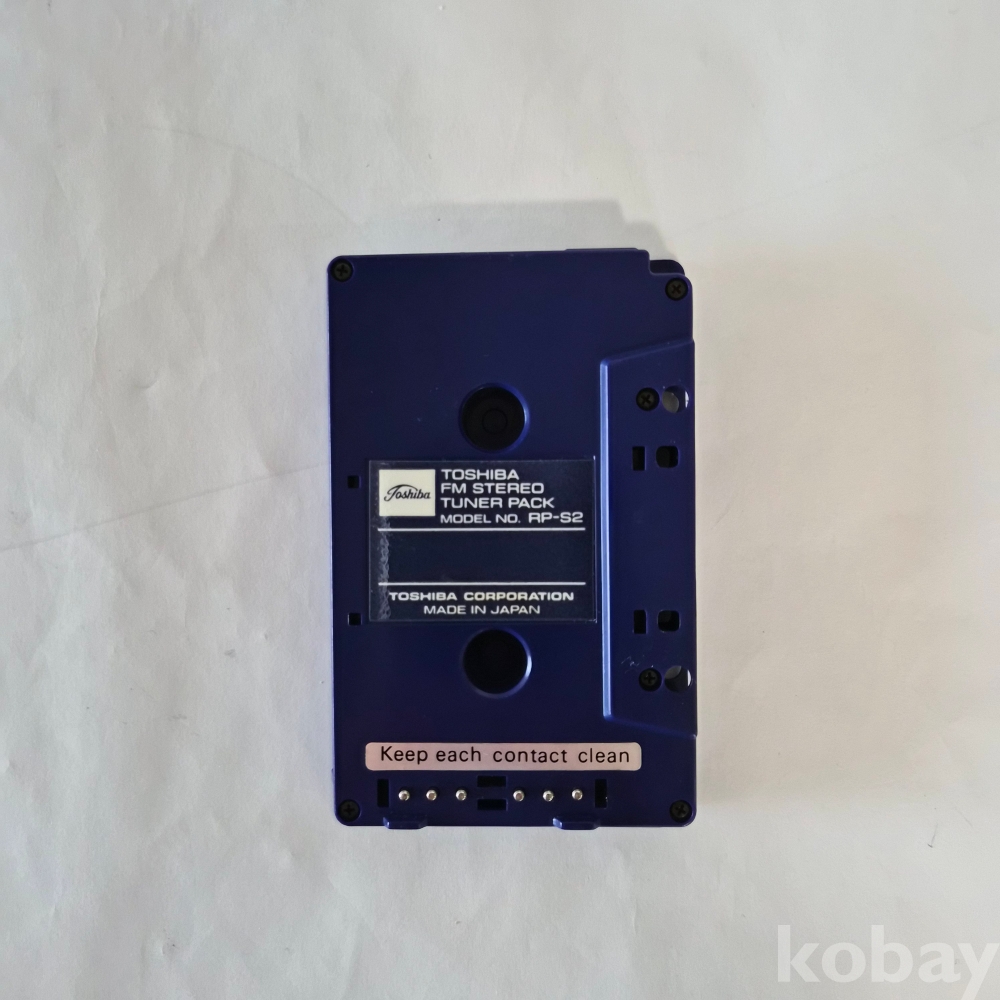 Toshiba
TOSHIBA
FM STEREO
TUNER PACK
MODEL NO. RP-S2
TOSHIBA CORPORATION
MADE IN JAPAN
Keep each contact clean
kobay